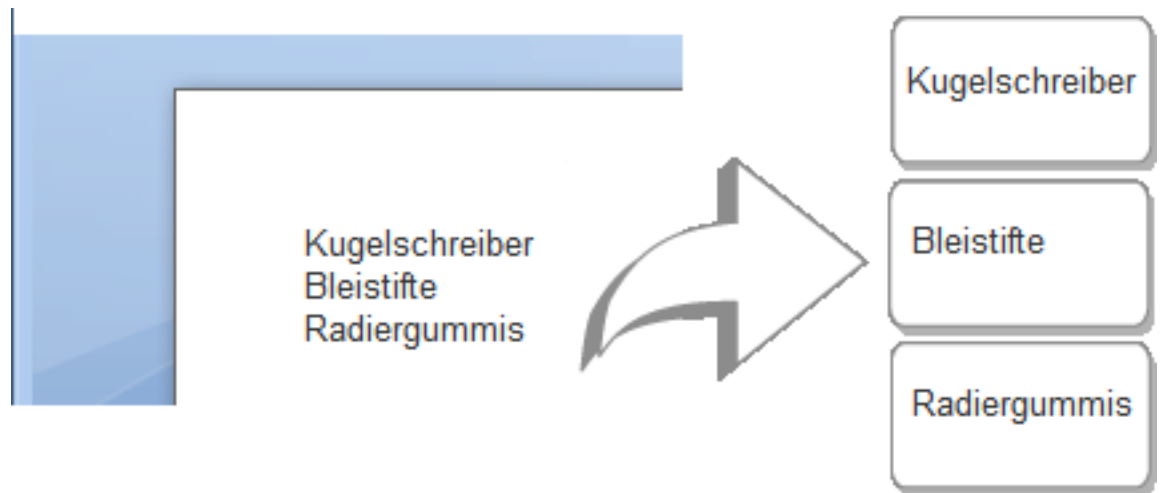 Kugelschreiber
Bleistifte
Radiergummis
Kugelschreiber
Bleistifte
Radiergummis